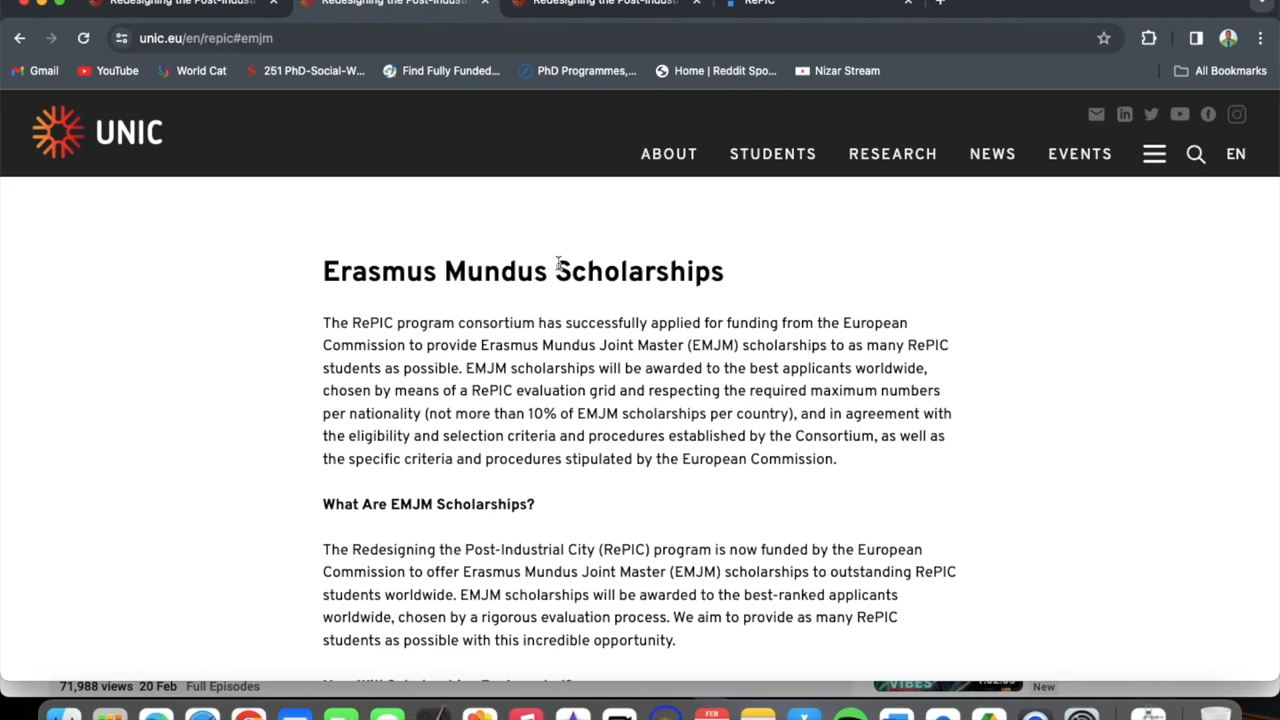 Redesigning the Post-Industri
Redesigning the Post-Industri
Redesigning the Post-Industri
RePIC
unic.eu/en/repic#emjm
Gmail
YouTube
World Cat
251 PhD-Social-W...
Find Fully Funded...
PhD Programmes,...
Home | Reddit Spo...
Nizar Stream
All Bookmarks
UNIC
ABOUT
STUDENTS
RESEARCH
NEWS
EVENTS
EN
Erasmus Mundus Scholarships
The RePIC program consortium has successfully applied for funding from the European
Commission to provide Erasmus Mundus Joint Master (EMJM) scholarships to as many RePIC
students as possible. EMJM scholarships will be awarded to the best applicants worldwide,
chosen by means of a RePIC evaluation grid and respecting the required maximum numbers
per nationality (not more than 10% of EMJM scholarships per country), and in agreement with
the eligibility and selection criteria and procedures established by the Consortium, as well as
the specific criteria and procedures stipulated by the European Commission.
What Are EMJM Scholarships?
The Redesigning the Post-Industrial City (RePIC) program is now funded by the European
Commission to offer Erasmus Mundus Joint Master (EMJM) scholarships to outstanding RePIC
students worldwide. EMJM scholarships will be awarded to the best-ranked applicants
worldwide, chosen by a rigorous evaluation process. We aim to provide as many RePIC
students as possible with this incredible opportunity.
71,988 views 20 Feb Full Episodes
VIBES
New
FEB